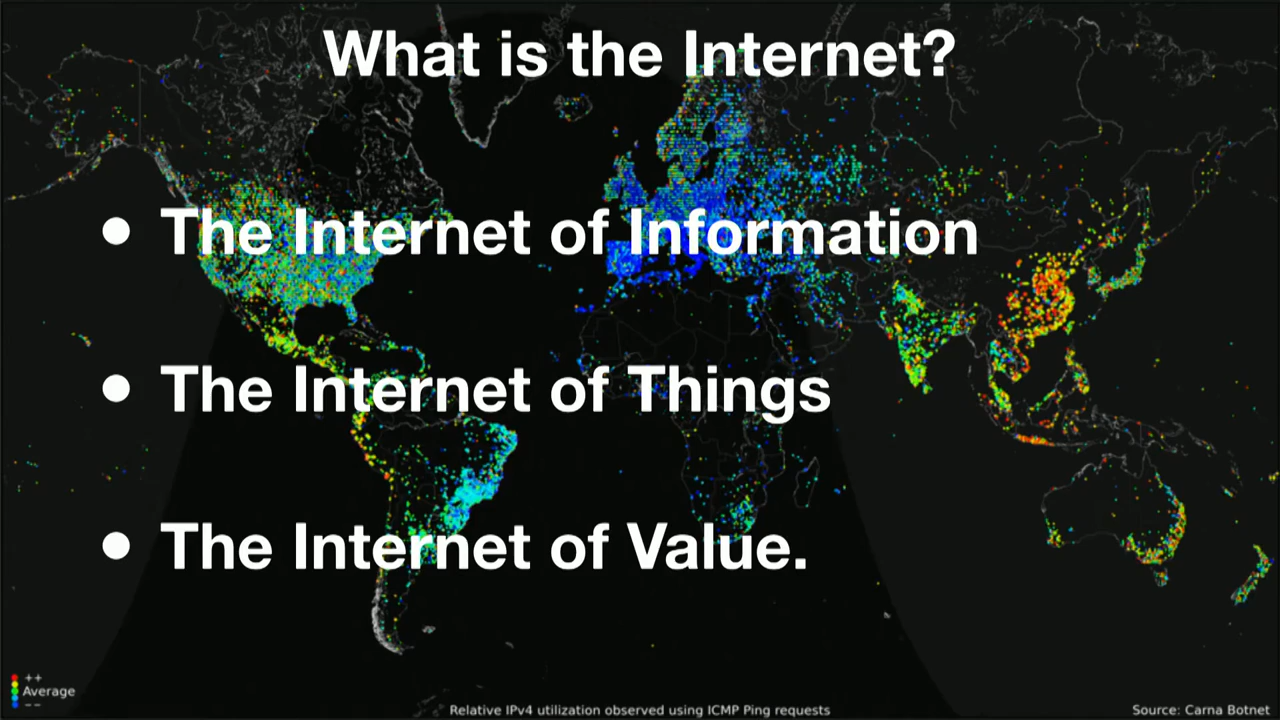 What is the Internet?
• The Internet of Information
• The Internet of Things
• The Internet of Value.
++
Average
--
Relative IPv4 utilization observed using ICMP Ping requests
Source: Carna Botnet